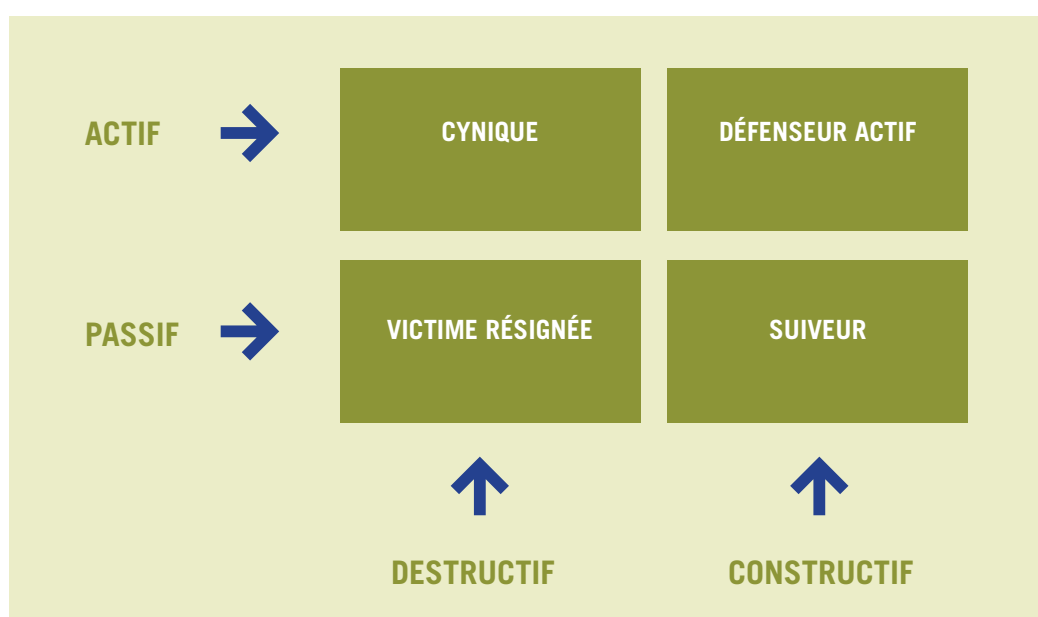 ACTIF
CYNIQUE
DÉFENSEUR ACTIF
PASSIF
VICTIME RÉSIGNÉE
SUIVEUR
DESTRUCTIF
CONSTRUCTIF